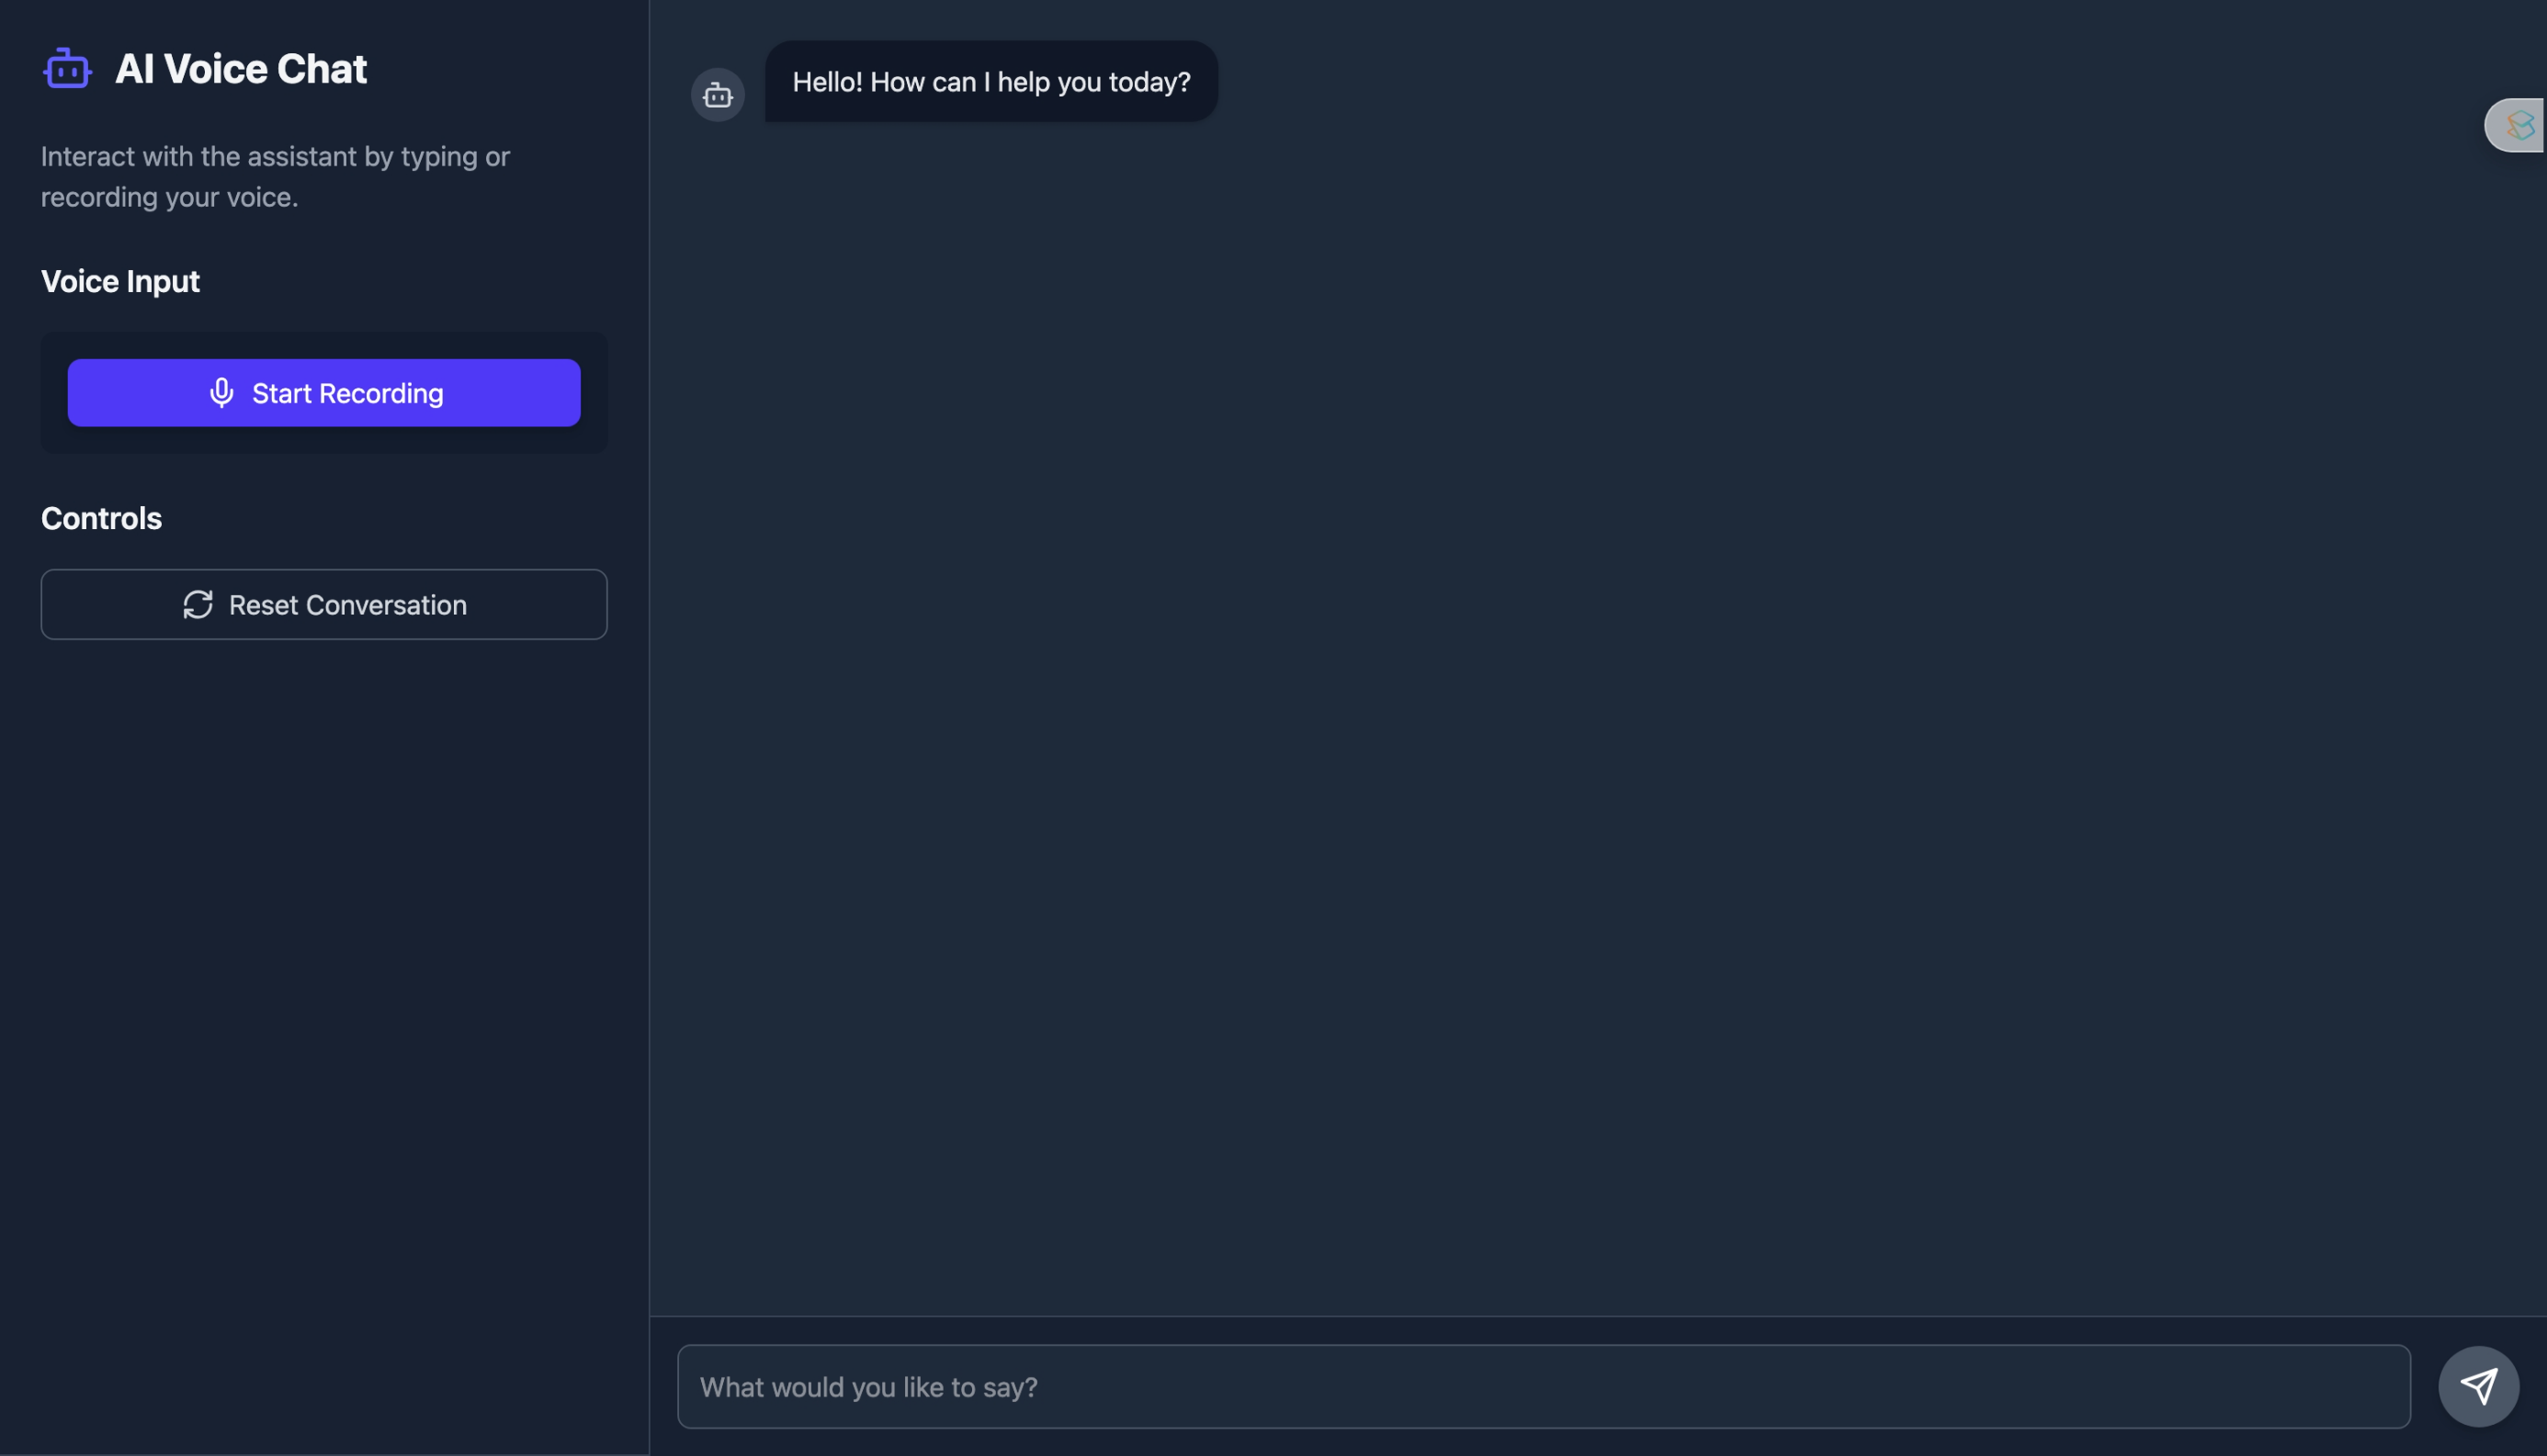 AI Voice Chat
Interact with the assistant by typing or
recording your voice.
Voice Input
Start Recording
Controls
Reset Conversation
Hello! How can I help you today?
What would you like to say?